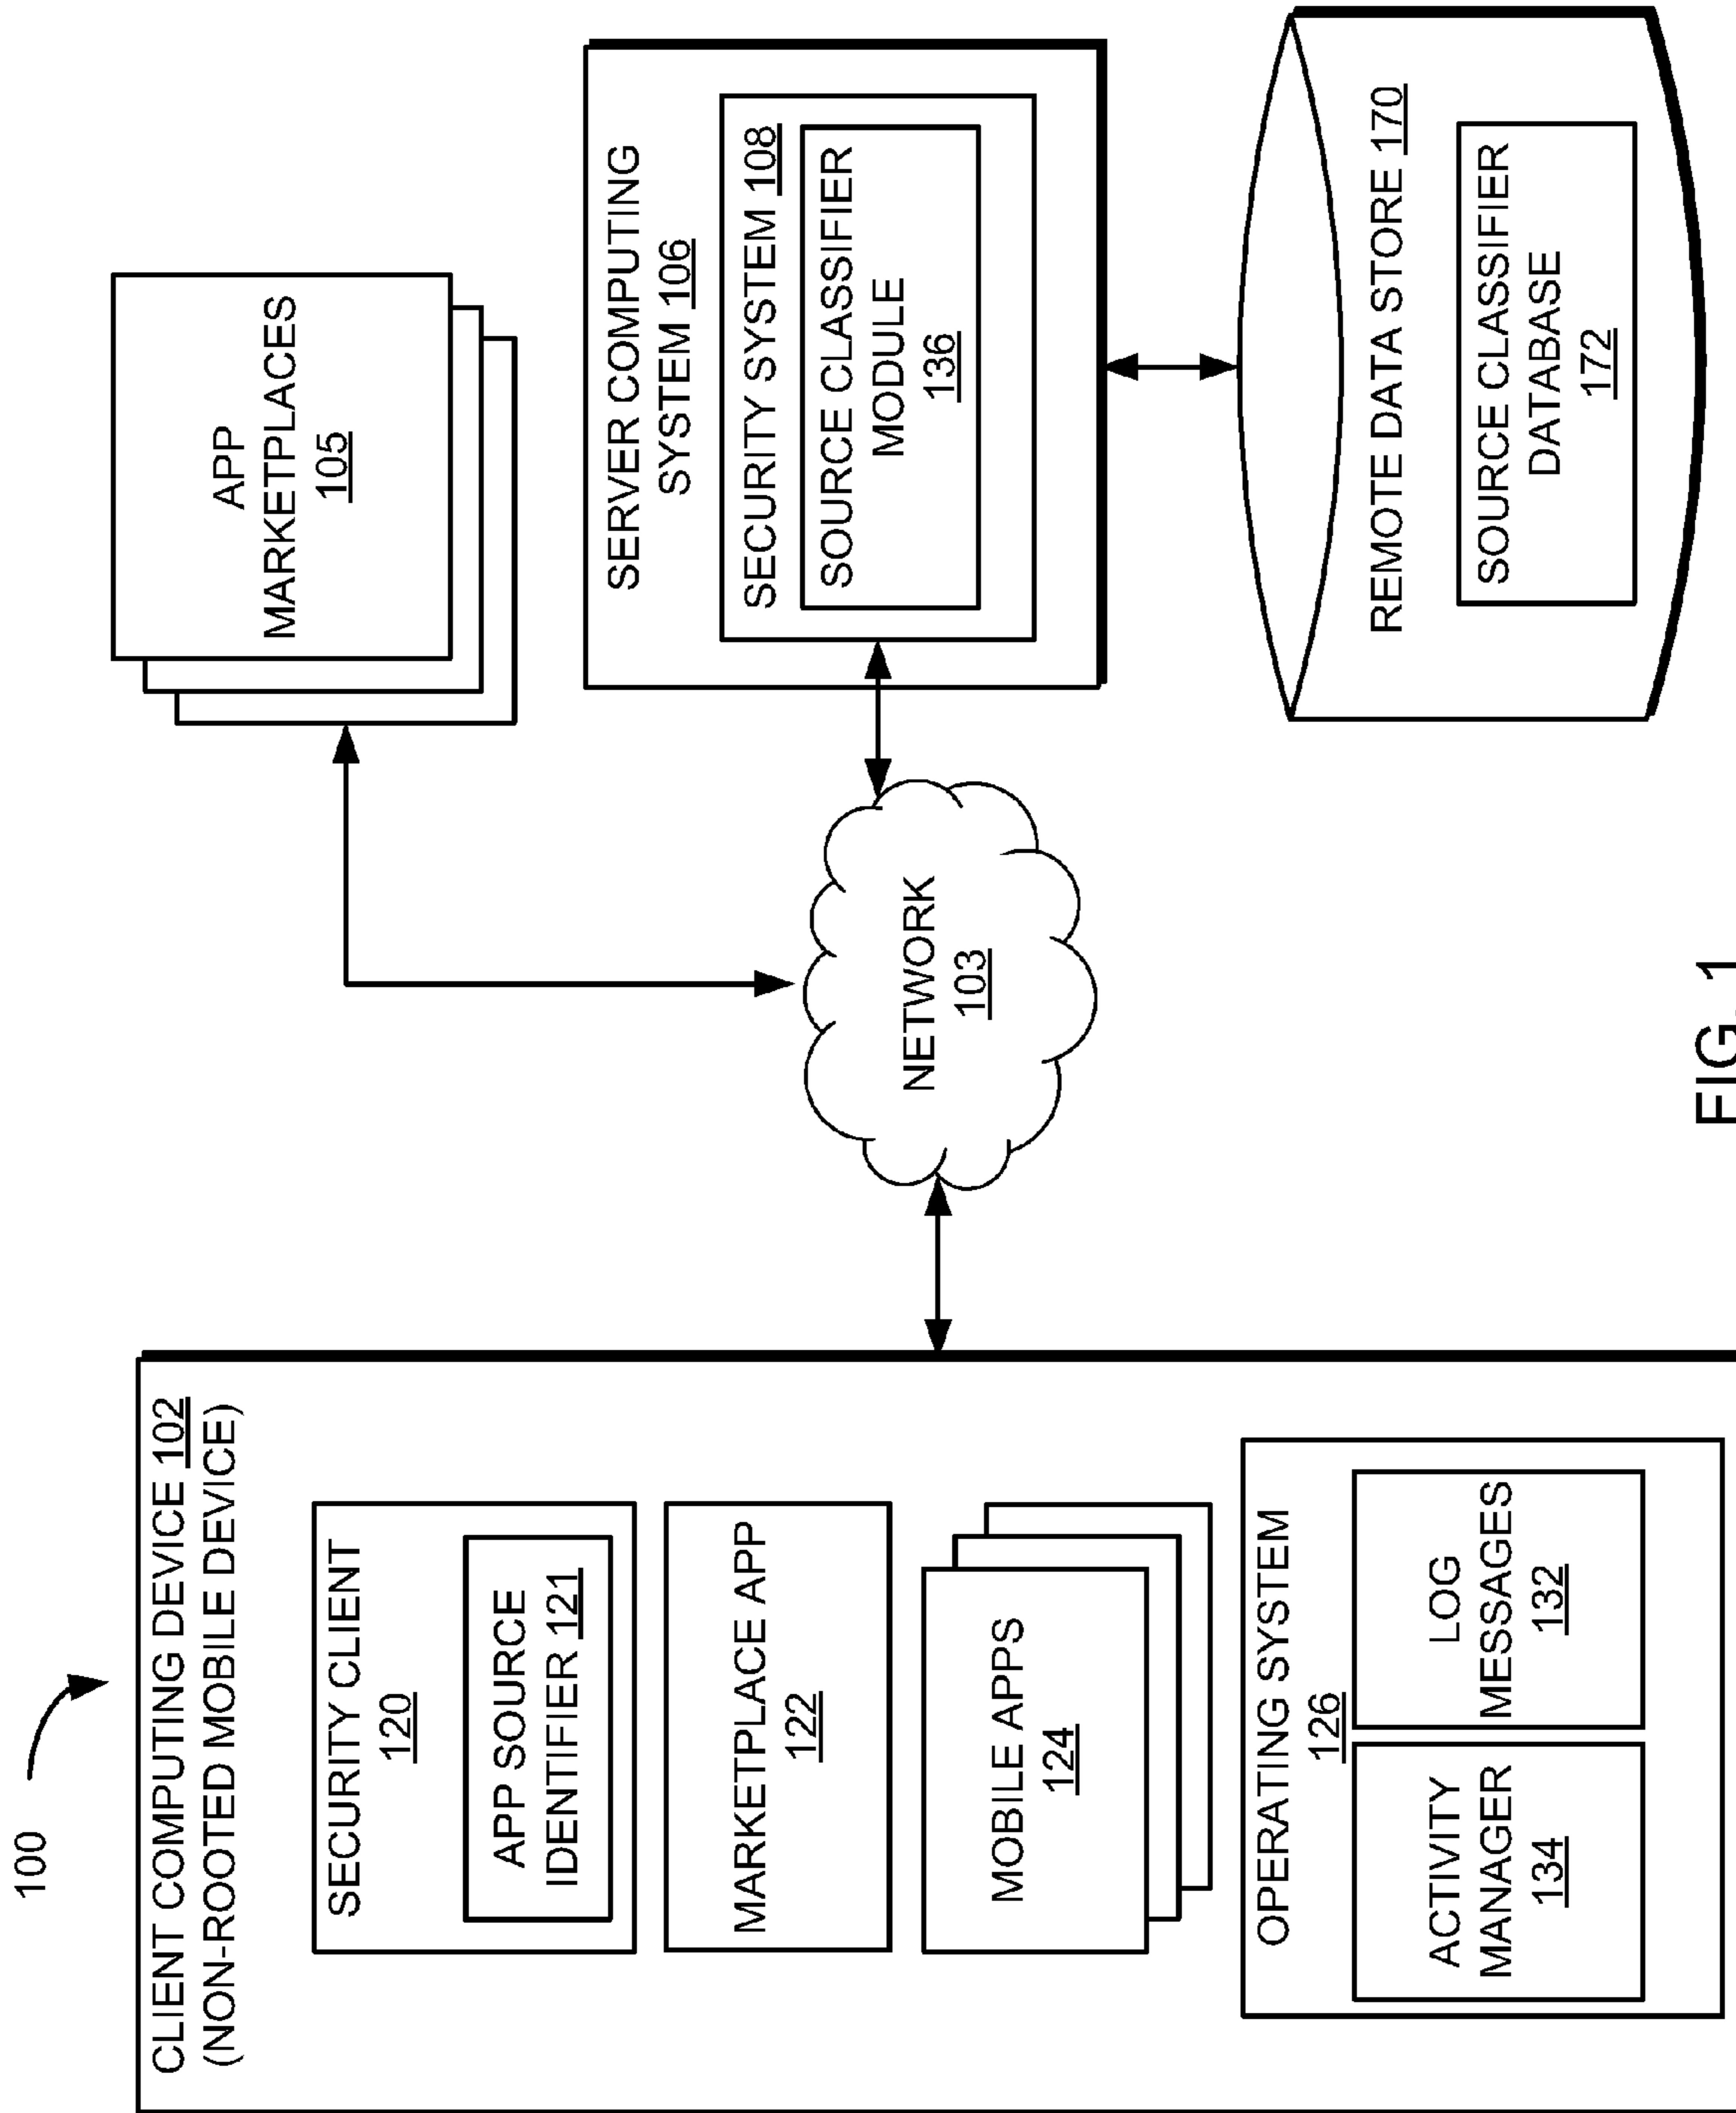 100
CLIENT COMPUTING DEVICE 102
(NON-ROOTED MOBILE DEVICE)
SECURITY CLIENT
120
APP SOURCE
IDENTIFIER 121
MARKETPLACE APP
122
MOBILE APPS
124
OPERATING SYSTEM
126
ACTIVITY
MANAGER
134
LOG
MESSAGES
132
NETWORK
103
APP
MARKETPLACES
105
SERVER COMPUTING
SYSTEM 106
SECURITY SYSTEM 108
SOURCE CLASSIFIER
MODULE
136
REMOTE DATA STORE 170
SOURCE CLASSIFIER
DATABASE
172
FIG. 1